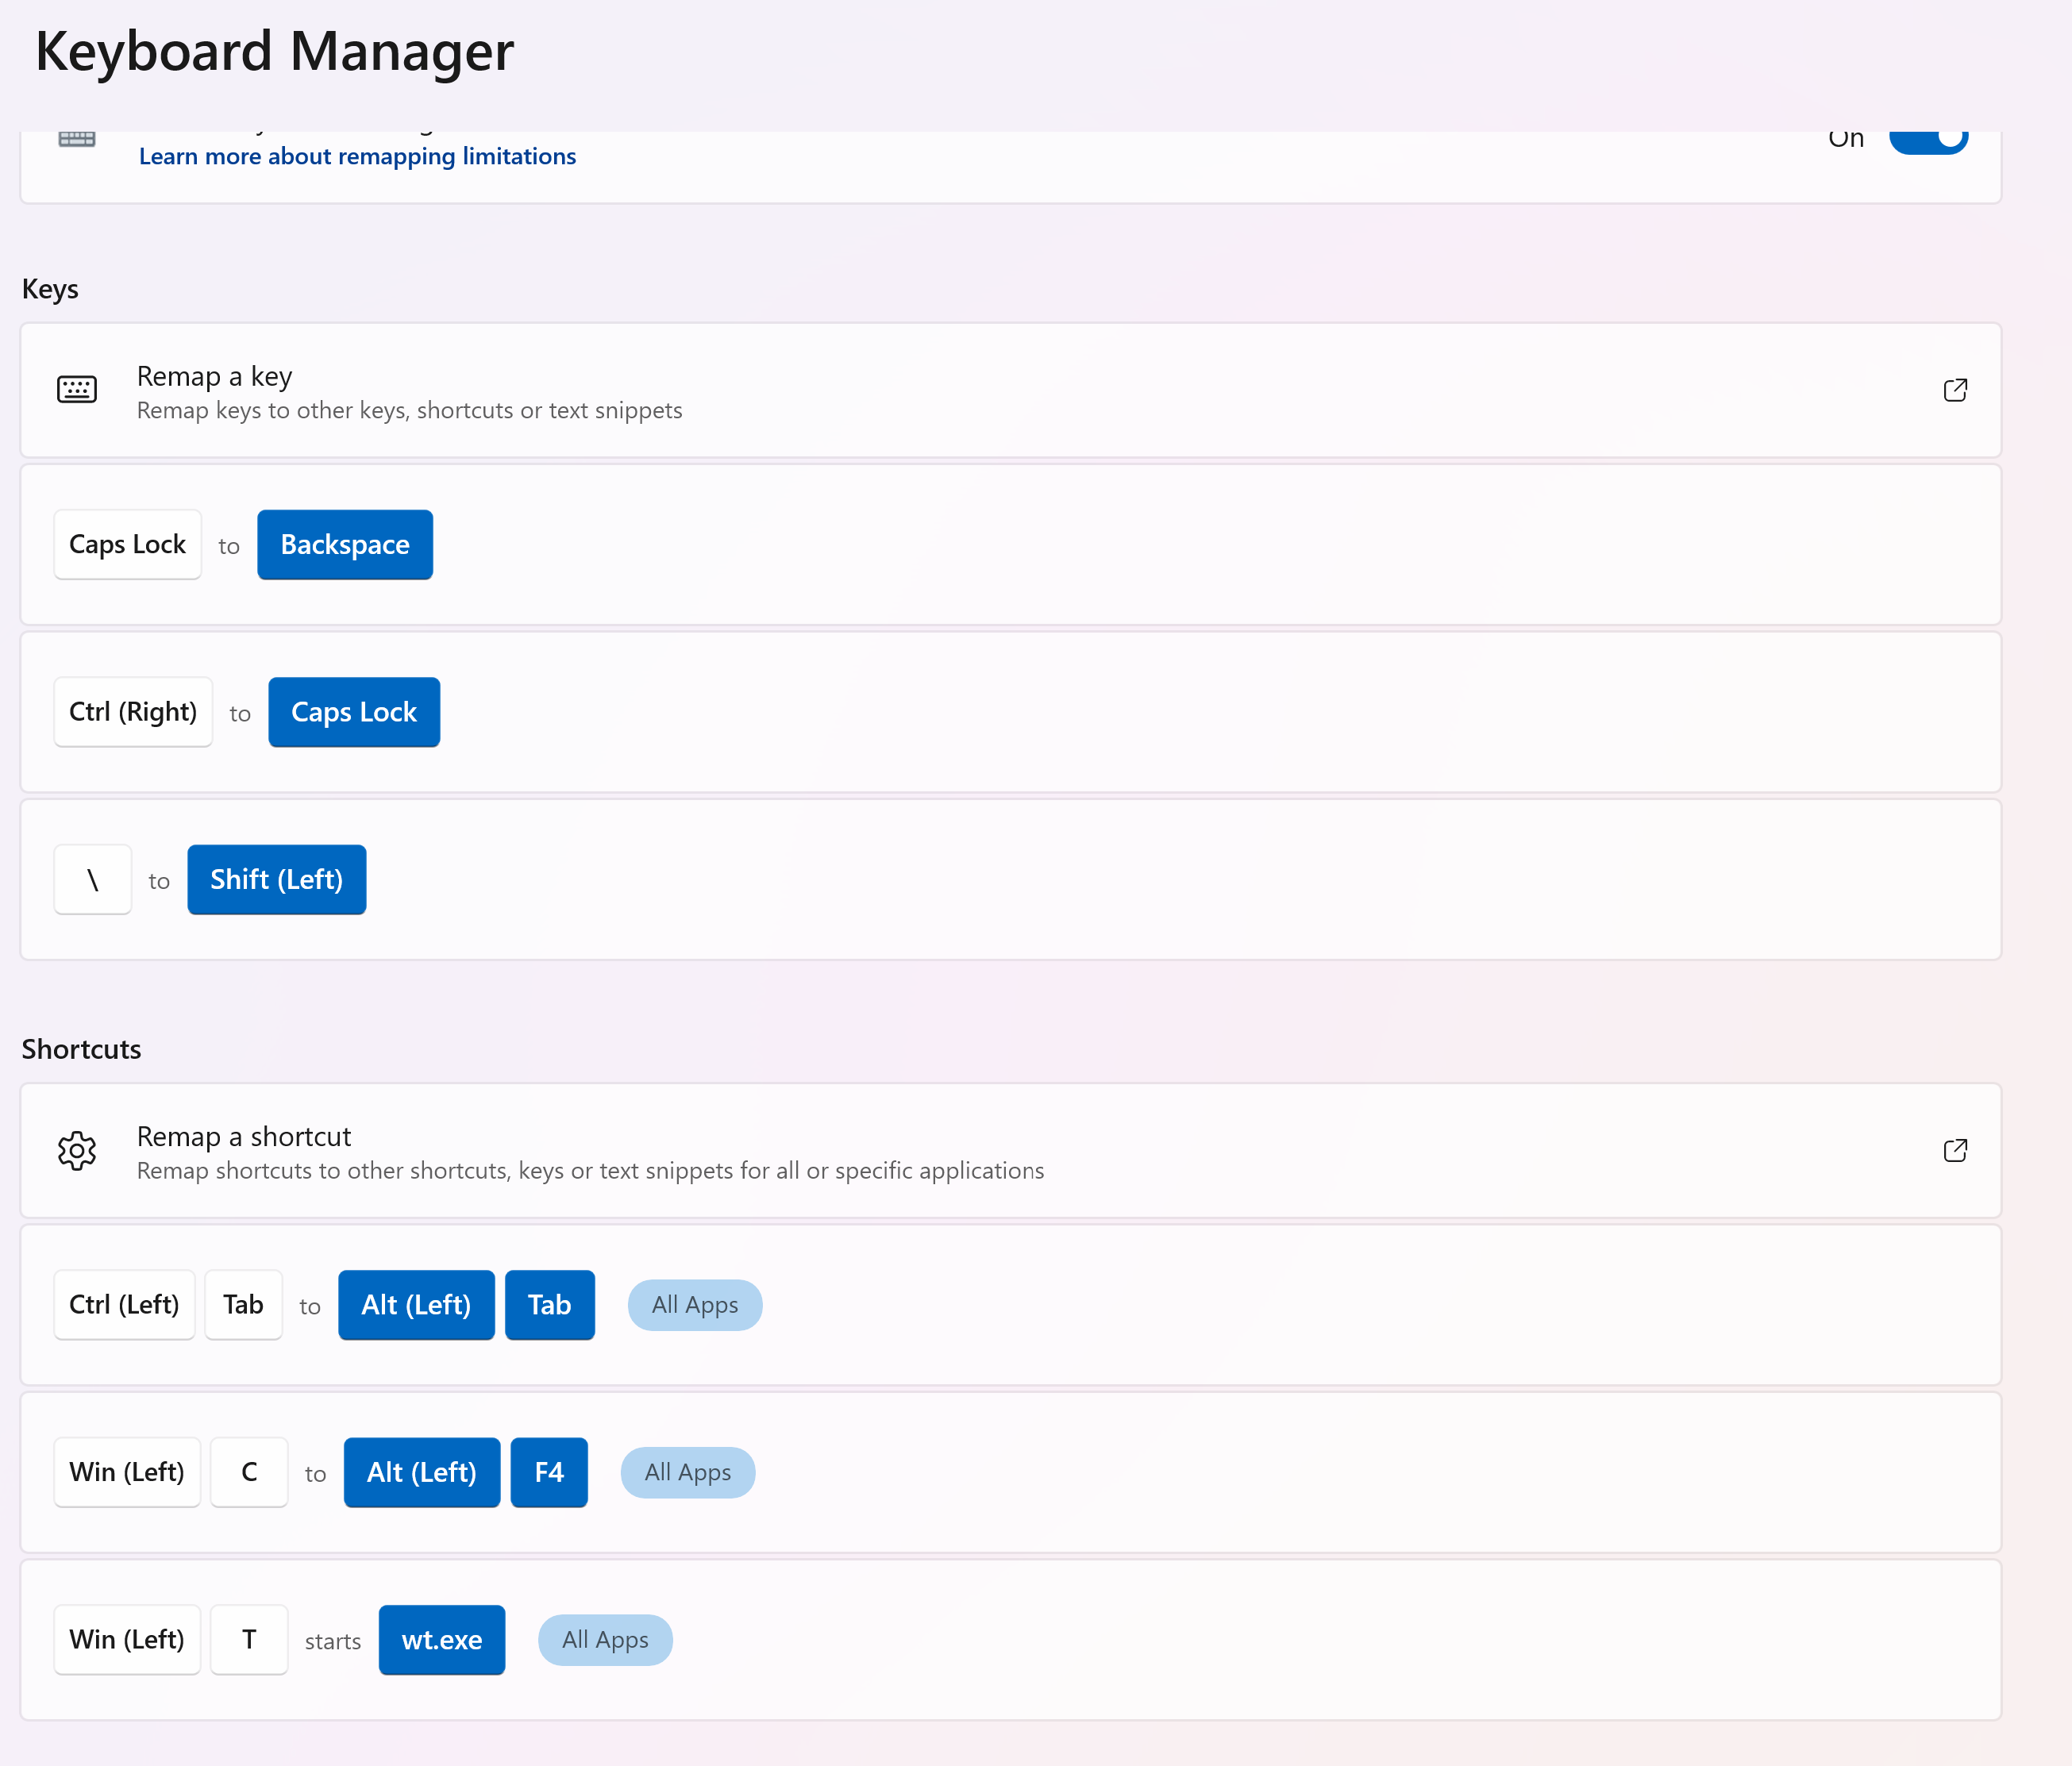 Keyboard Manager
Learn more about remapping limitations
On
Keys
Remap a key
Remap keys to other keys, shortcuts or text snippets
Caps Lock to Backspace
Ctrl (Right) to Caps Lock
\ to Shift (Left)
Shortcuts
Remap a shortcut
Remap shortcuts to other shortcuts, keys or text snippets for all or specific applications
Ctrl (Left) Tab to Alt (Left) Tab All Apps
Win (Left) C to Alt (Left) F4 All Apps
Win (Left) T starts wt.exe All Apps